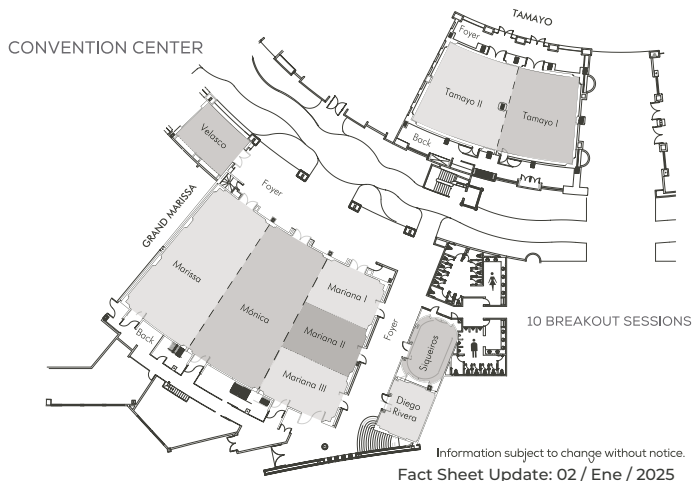 CONVENTION CENTER
TAMAYO
Foyer
Tamayo II
Tamayo I
Back
Velasco
Foyer
GRAND MARISSA
Marissa
Mónica
Mariana I
Mariana II
Mariana III
Back
Foyer
Siqueiros
Diego
Rivera
10 BREAKOUT SESSIONS
Information subject to change without notice.
Fact Sheet Update: 02 / Ene / 2025